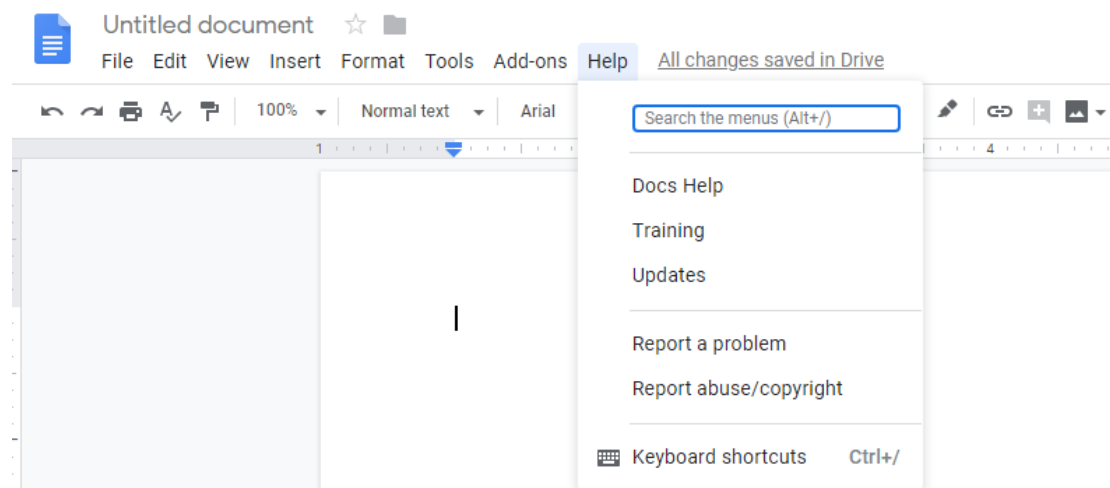 Untitled document
File Edit View Insert Format Tools Add-ons Help All changes saved in Drive
100% Normal text Arial
Search the menus (Alt+/)
1 4
Docs Help
Training
Updates
Report a problem
Report abuse/copyright
Keyboard shortcuts Ctrl+/